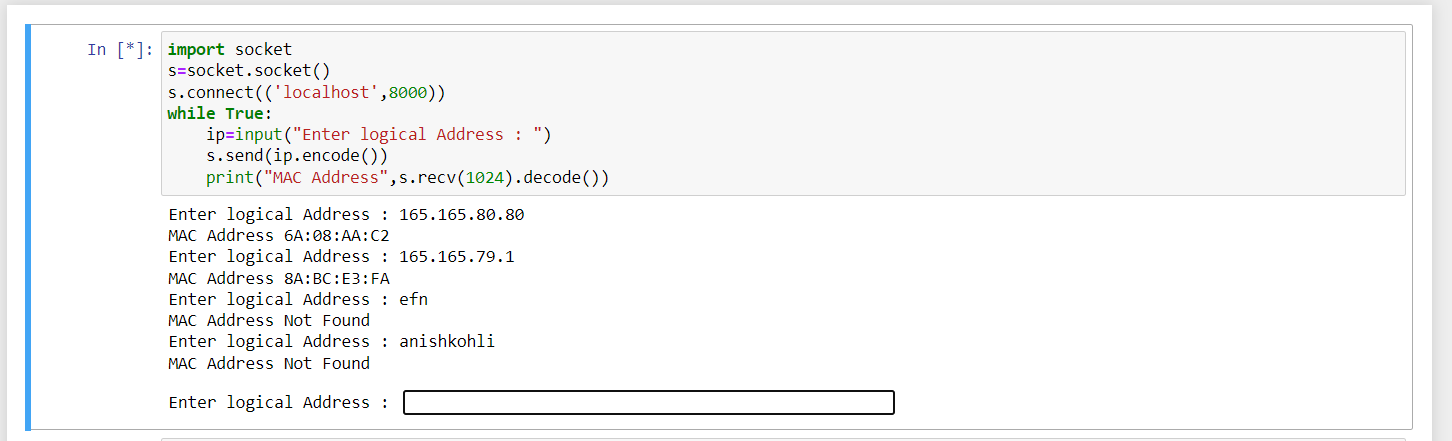 In [*]:
import socket
s=socket.socket()
s.connect(('localhost',8000))
while True:
    ip=input("Enter logical Address : ")
    s.send(ip.encode())
    print("MAC Address",s.recv(1024).decode())
Enter logical Address : 165.165.80.80
MAC Address 6A:08:AA:C2
Enter logical Address : 165.165.79.1
MAC Address 8A:BC:E3:FA
Enter logical Address : efn
MAC Address Not Found
Enter logical Address : anishkohli
MAC Address Not Found
Enter logical Address :